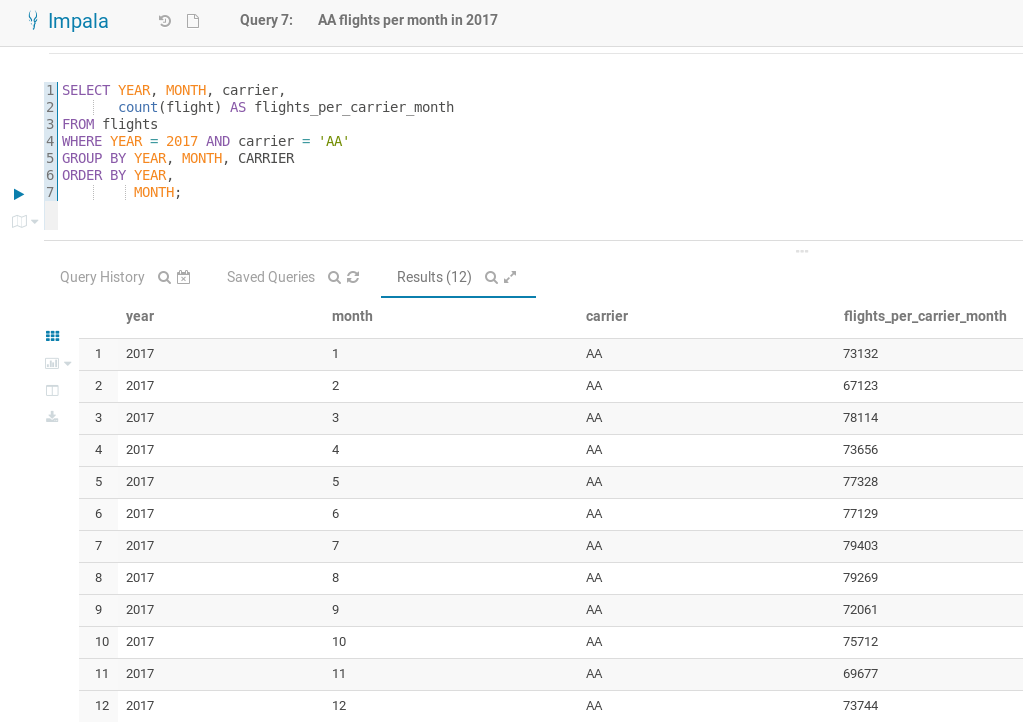 Impala Query 7: AA flights per month in 2017
1 SELECT YEAR, MONTH, carrier,
2 count(flight) AS flights_per_carrier_month
3 FROM flights
4 WHERE YEAR = 2017 AND carrier = 'AA'
5 GROUP BY YEAR, MONTH, CARRIER
6 ORDER BY YEAR,
7 MONTH;
Query History Saved Queries Results (12)
year month carrier flights_per_carrier_month
1 2017 1 AA 73132
2 2017 2 AA 67123
3 2017 3 AA 78114
4 2017 4 AA 73656
5 2017 5 AA 77328
6 2017 6 AA 77129
7 2017 7 AA 79403
8 2017 8 AA 79269
9 2017 9 AA 72061
10 2017 10 AA 75712
11 2017 11 AA 69677
12 2017 12 AA 73744